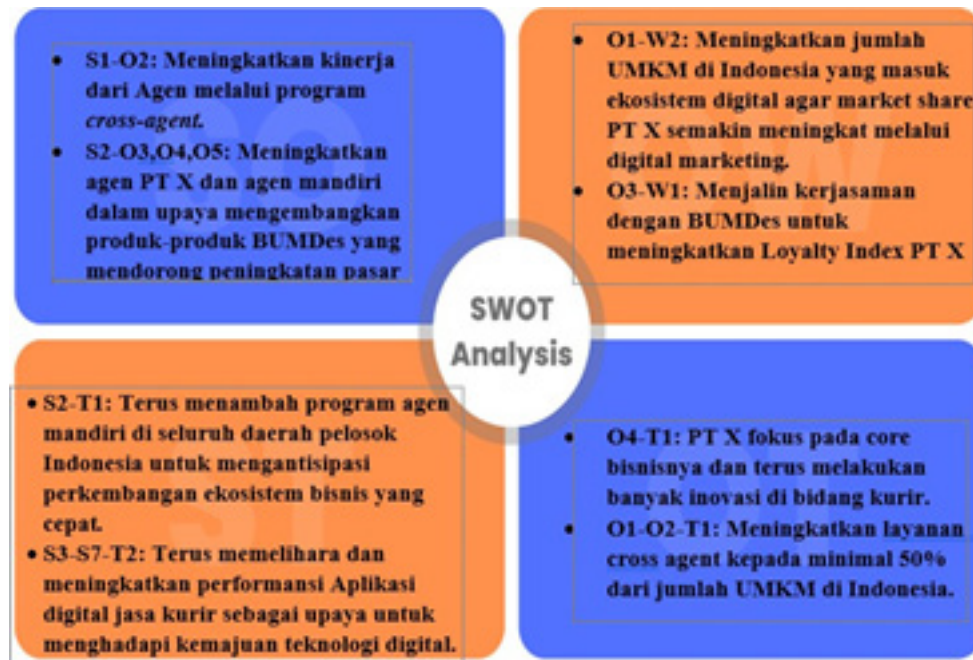 • S1-O2: Meningkatkan kinerja
dari Agen melalui program
cross-agent.
• S2-O3,O4,O5: Meningkatkan
agen PT X dan agen mandiri
dalam upaya mengembangkan
produk-produk BUMDes yang
mendorong peningkatan pasar
SO
• O1-W2: Meningkatkan jumlah
UMKM di Indonesia yang masuk
ekosistem digital agar market share
PT X semakin meningkat melalui
digital marketing.
• O3-W1: Menjalin kerjasaman
dengan BUMDes untuk
meningkatkan Loyalty Index PT X
OW
SWOT
Analysis
• S2-T1: Terus menambah program agen
mandiri di seluruh daerah pelosok
Indonesia untuk mengantisipasi
perkembangan ekosistem bisnis yang
cepat.
• S3-S7-T2: Terus memelihara dan
meningkatkan performansi Aplikasi
digital jasa kurir sebagai upaya untuk
menghadapi kemajuan teknologi digital.
ST
• O4-T1: PT X fokus pada core
bisnisnya dan terus melakukan
banyak inovasi di bidang kurir.
• O1-O2-T1: Meningkatkan layanan
cross agent kepada minimal 50%
dari jumlah UMKM di Indonesia.
OT